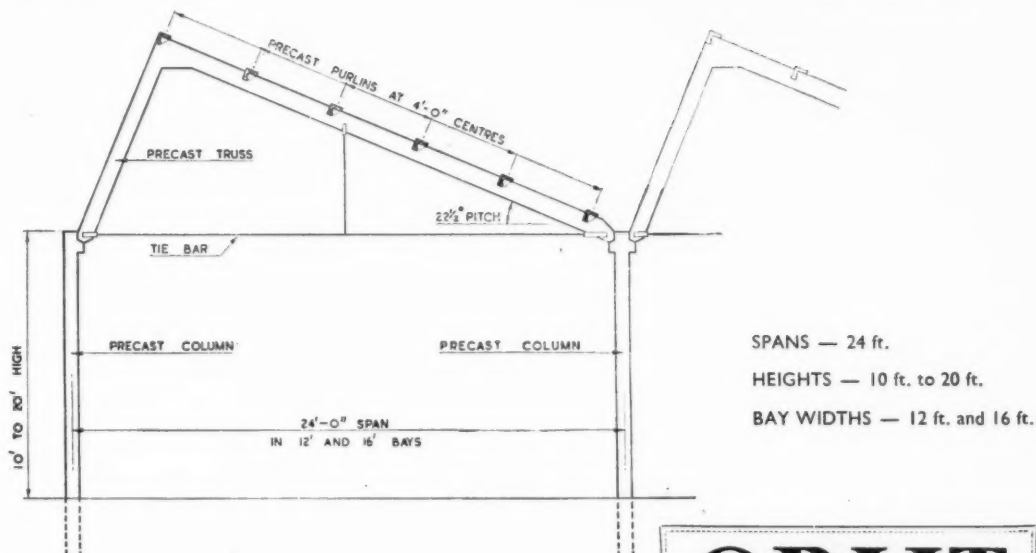 PRECAST PURLINS AT 4'-0" CENTRES
PRECAST TRUSS
22½° PITCH
TIE BAR
PRECAST COLUMN
PRECAST COLUMN
10' TO 20' HIGH
24'-0" SPAN
IN 12' AND 16' BAYS
SPANS — 24 ft.
HEIGHTS — 10 ft. to 20 ft.
BAY WIDTHS — 12 ft. and 16 ft.